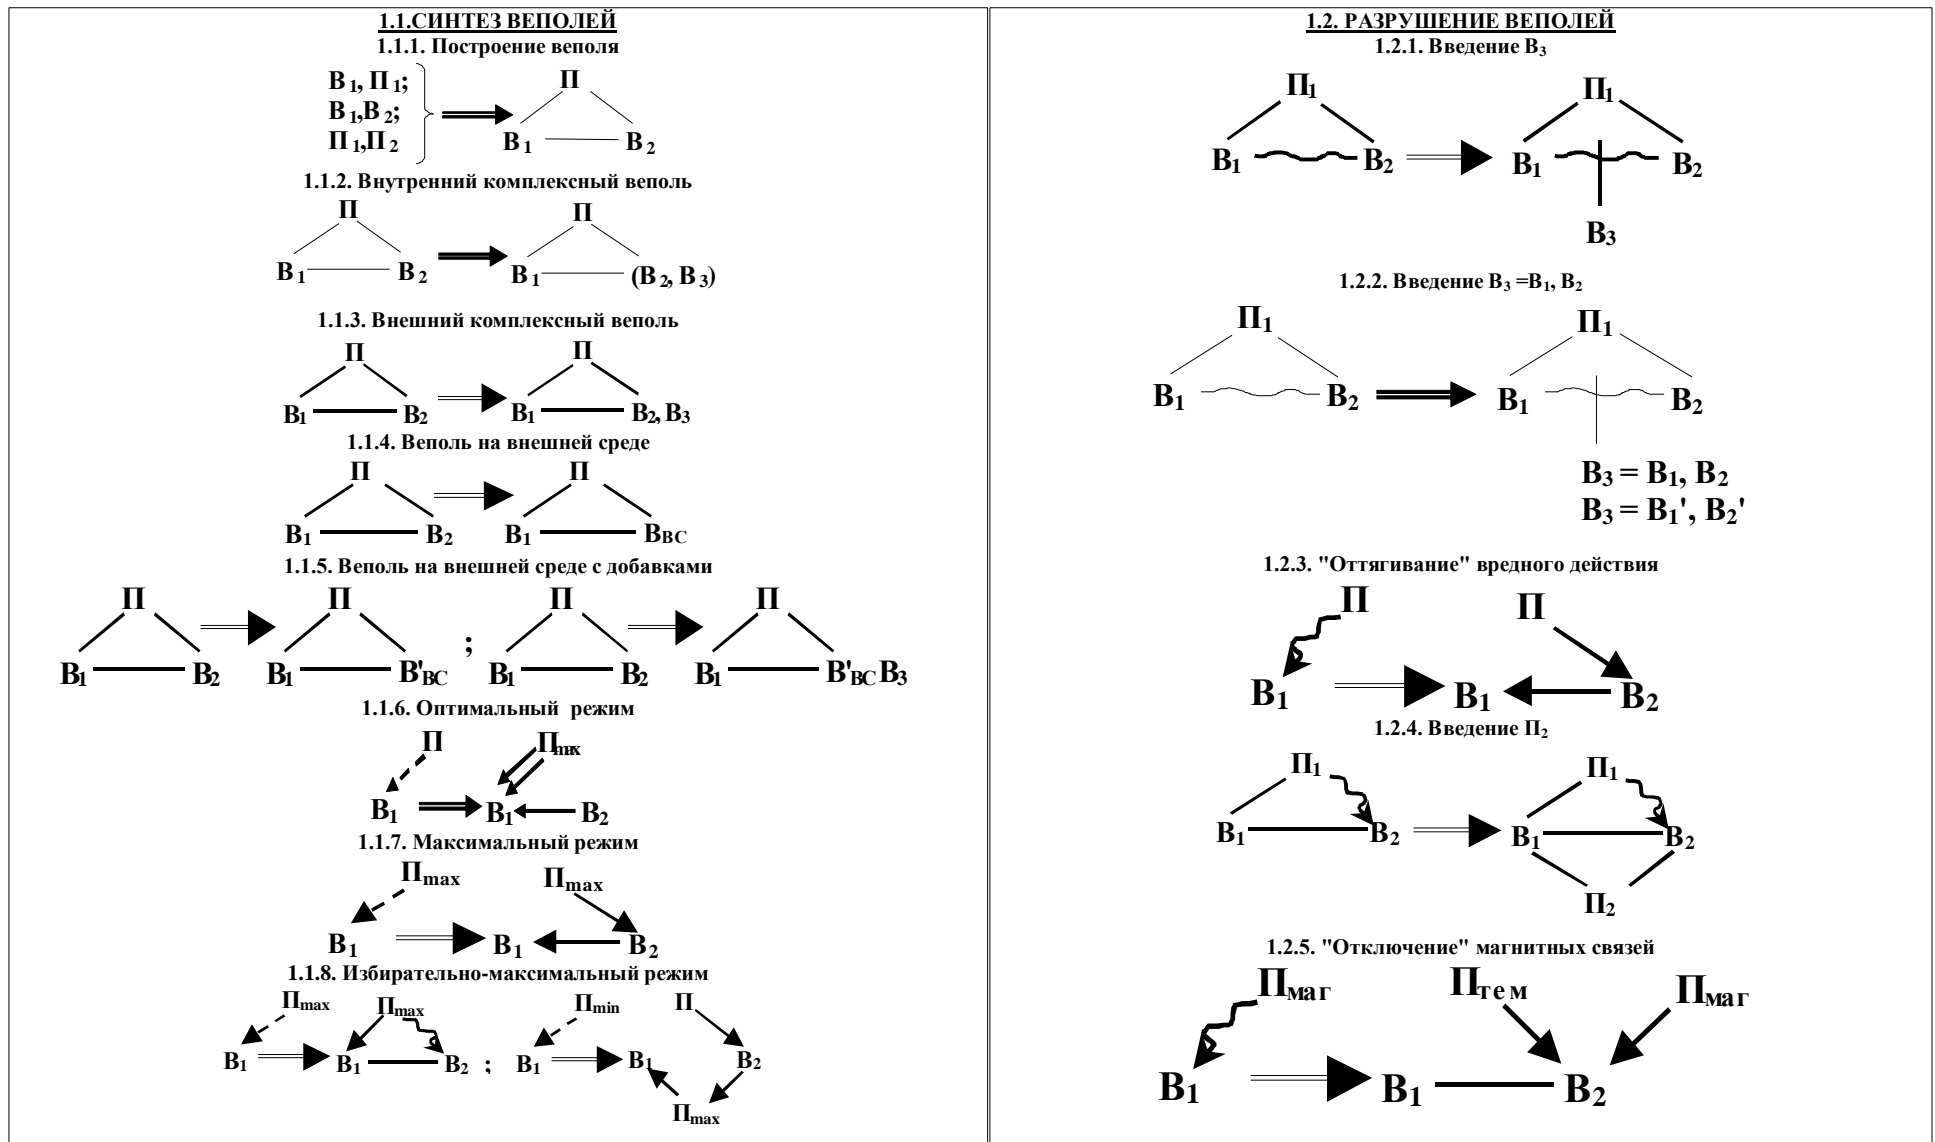 1.1.СИНТЕЗ ВЕПОЛЕЙ
1.1.1. Построение веполя
В1, П1;
В1,В2;
П1,П2
П
В1 В2
1.1.2. Внутренний комплексный веполь
П П
В1 В2 В1 (В2, В3)
1.1.3. Внешний комплексный веполь
П П
В1 В2 В1 В2, В3
1.1.4. Веполь на внешней среде
П П
В1 В2 В1 ВВС
1.1.5. Веполь на внешней среде с добавками
П П П П
В1 В2 В1 В'ВС ; В1 В2 В1 В'ВС В3
1.1.6. Оптимальный режим
П Пmax
В1 В1 В2
1.1.7. Максимальный режим
Пmax Пmax
В1 В1 В2
1.1.8. Избирательно-максимальный режим
Пmax Пmax Пmin П
В1 В1 В2 ; В1 В1 В2
Пmax
1.2. РАЗРУШЕНИЕ ВЕПОЛЕЙ
1.2.1. Введение В3
П1 П1
В1 В2 В1 В2
В3
1.2.2. Введение В3 =В1, В2
П1 П1
В1 В2 В1 В2
В3 = В1, В2
В3 = В1', В2'
1.2.3. "Оттягивание" вредного действия
П П
В1 В1 В2
1.2.4. Введение П2
П1 П1
В1 В2 В1 В2
П2
1.2.5. "Отключение" магнитных связей
Пмаг Птем Пмаг
В1 В1 В2